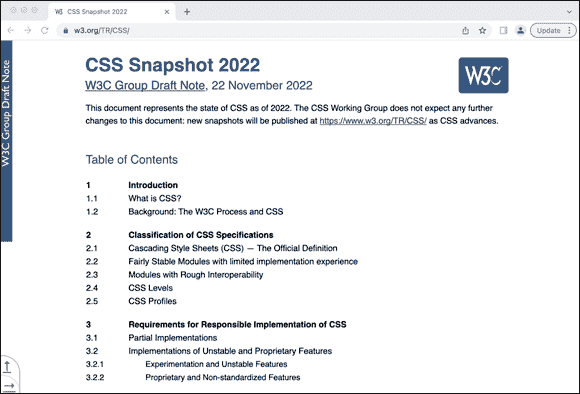 CSS Snapshot 2022
w3.org/TR/CSS/
Update
W3C Group Draft Note
CSS Snapshot 2022
W3C
W3C Group Draft Note, 22 November 2022
This document represents the state of CSS as of 2022. The CSS Working Group does not expect any further
changes to this document: new snapshots will be published at https://www.w3.org/TR/CSS/ as CSS advances.
Table of Contents
1 Introduction
1.1 What is CSS?
1.2 Background: The W3C Process and CSS
2 Classification of CSS Specifications
2.1 Cascading Style Sheets (CSS) — The Official Definition
2.2 Fairly Stable Modules with limited implementation experience
2.3 Modules with Rough Interoperability
2.4 CSS Levels
2.5 CSS Profiles
3 Requirements for Responsible Implementation of CSS
3.1 Partial Implementations
3.2 Implementations of Unstable and Proprietary Features
3.2.1 Experimentation and Unstable Features
3.2.2 Proprietary and Non-standardized Features